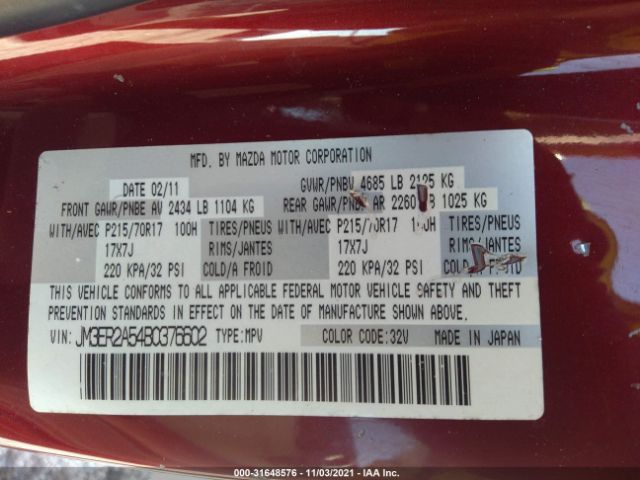 MFD. BY MAZDA MOTOR CORPORATION
DATE 02/11 GVWR/PNBV 4685 LB 2125 KG
FRONT GAWR/PNBE AV 2434 LB 1104 KG REAR GAWR/PNBE AR 2260 LB 1025 KG
WITH/AVEC P215/70R17 100H TIRES/PNEUS WITH/AVEC P215/70R17 100H TIRES/PNEUS
17X7J RIMS/JANTES 17X7J RIMS/JANTES
220 KPA/32 PSI COLD/A FROID 220 KPA/32 PSI COLD/A FROID
THIS VEHICLE CONFORMS TO ALL APPLICABLE FEDERAL MOTOR VEHICLE SAFETY AND THEFT
PREVENTION STANDARDS IN EFFECT ON THE DATE OF MANUFACTURE SHOWN ABOVE.
VIN: JM3ER2A54B0376602 TYPE: MPV COLOR CODE: 32V MADE IN JAPAN
000-31648576 - 11/03/2021 - IAA Inc.